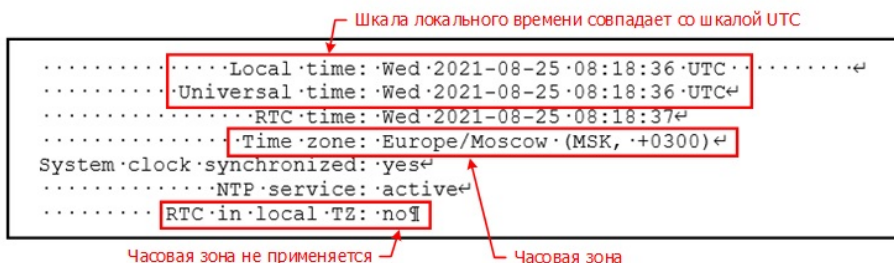 Шкала локального времени совпадает со шкалой UTC
················Local·time:·Wed·2021-08-25·08:18:36·UTC··········↵
············Universal·time:·Wed·2021-08-25·08:18:36·UTC↵
··················RTC·time:·Wed·2021-08-25·08:18:37↵
·················Time·zone:·Europe/Moscow·(MSK,·+0300)↵
System·clock·synchronized:·yes↵
···············NTP·service:·active↵
··········RTC·in·local·TZ:·no¶
Часовая зона не применяется
Часовая зона